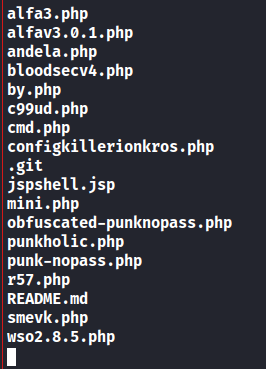 alfa3.php
alfav3.0.1.php
andela.php
bloodsecv4.php
by.php
c99ud.php
cmd.php
configkillerionkros.php
.git
jspshell.jsp
mini.php
obfuscated-punknopass.php
punkholic.php
punk-nopass.php
r57.php
README.md
smevk.php
wso2.8.5.php